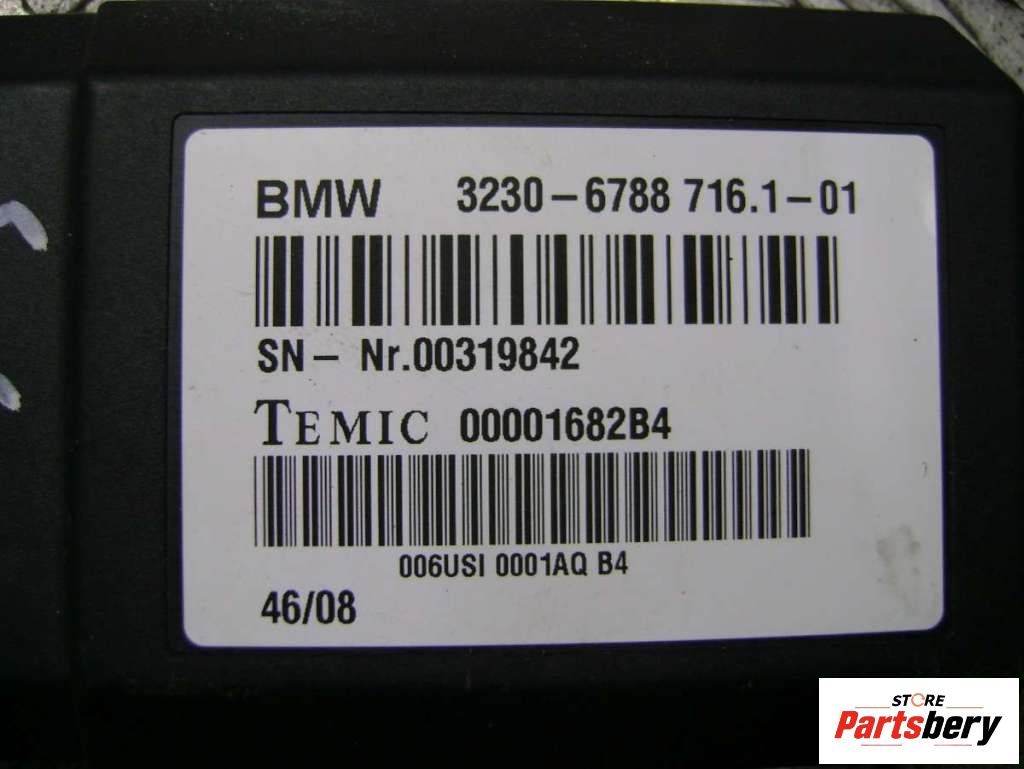 BMW 3230-6788 716.1-01
SN- Nr.00319842
TEMIC 00001682B4
006USI 0001AQ B4
46/08
STORE
Partsbery